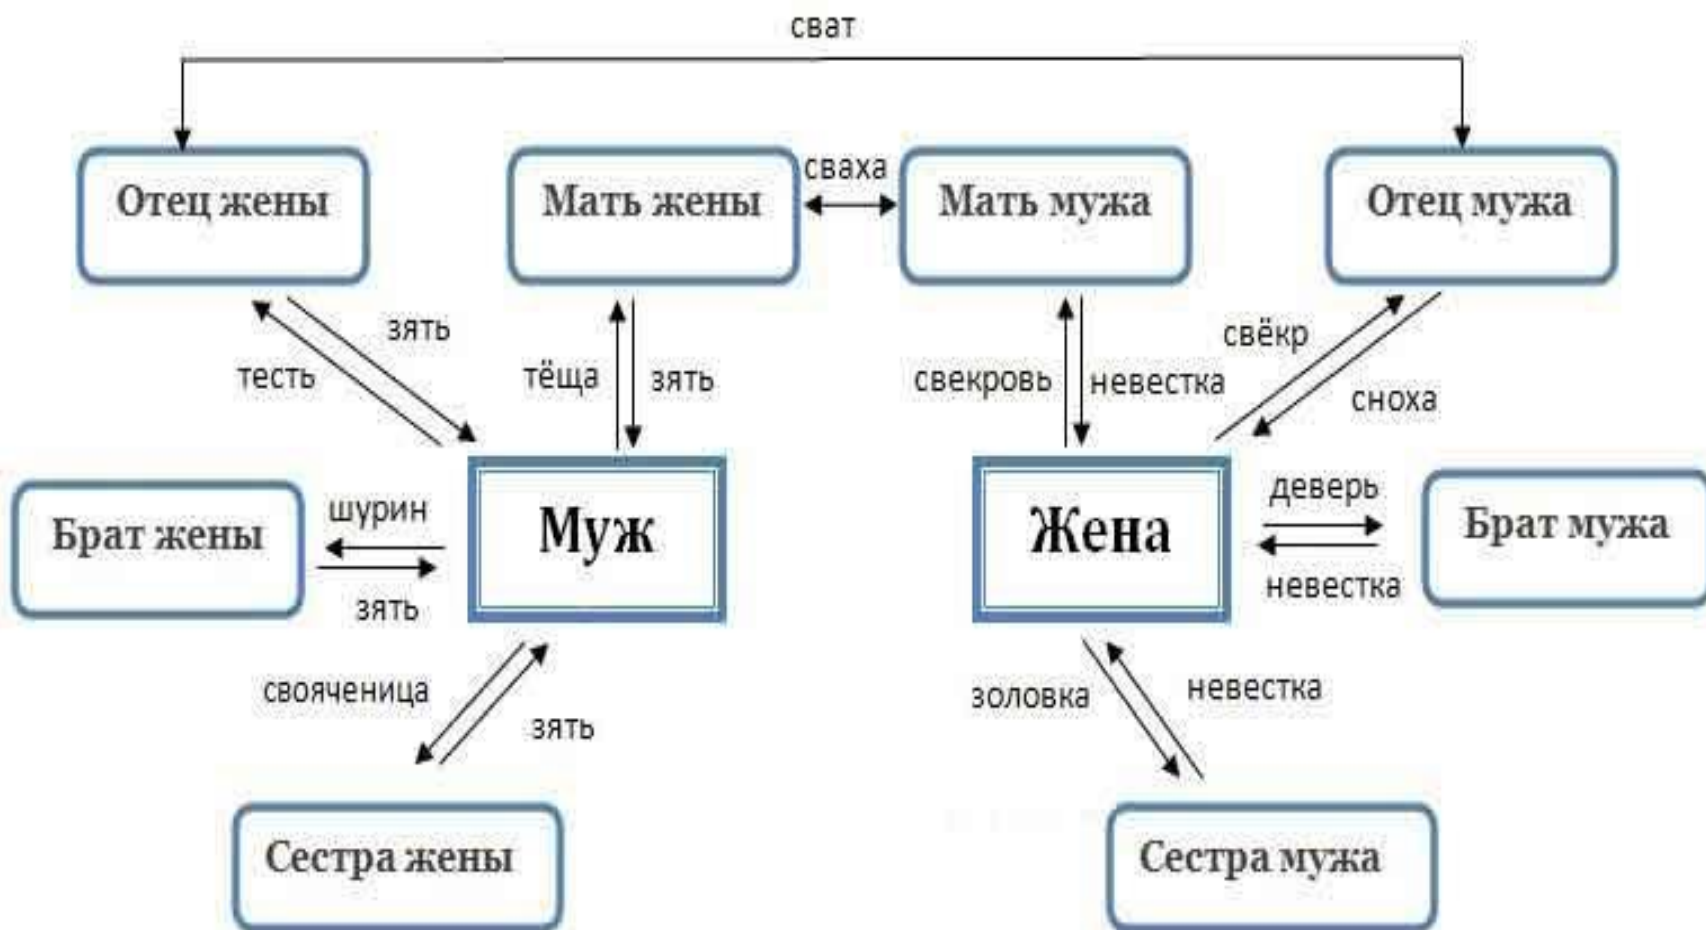 сват
Отец жены
Мать жены
сваха
Мать мужа
Отец мужа
зять
тесть
тёща
зять
свекровь
невестка
свёкр
сноха
Брат жены
шурин
зять
Муж
Жена
деверь
невестка
Брат мужа
свояченица
зять
золовка
невестка
Сестра жены
Сестра мужа